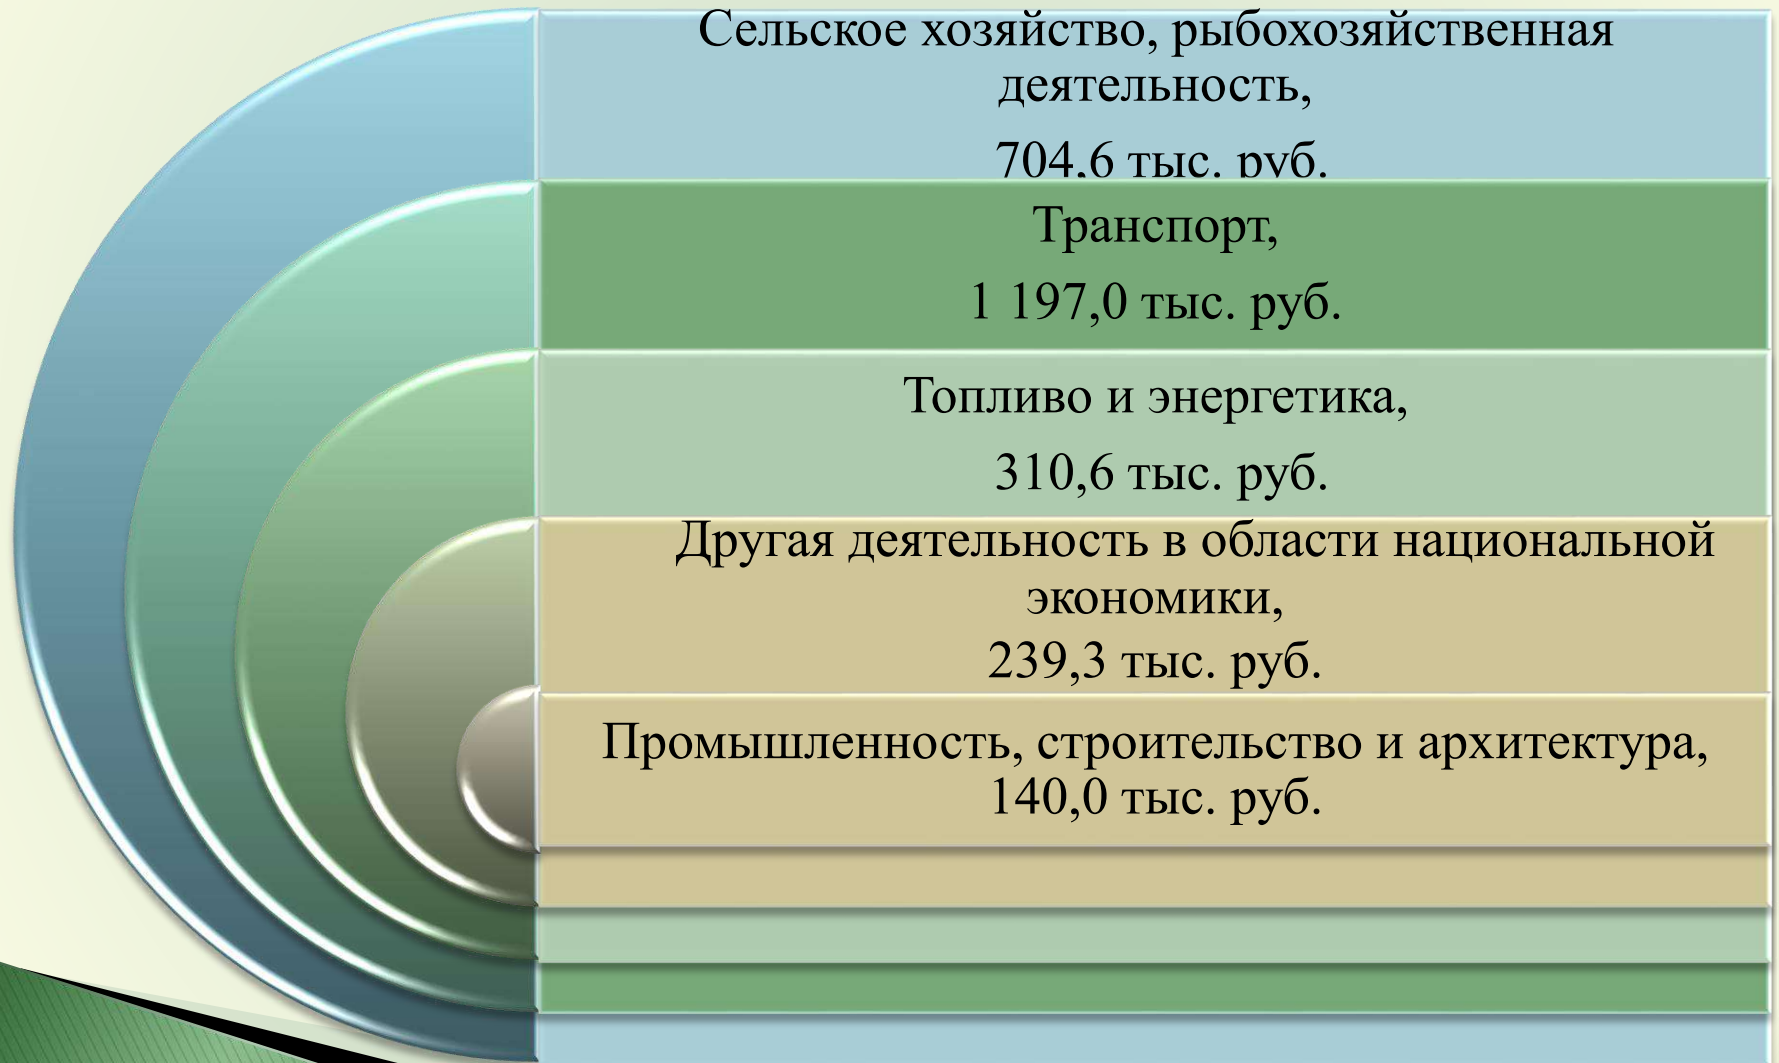 Сельское хозяйство, рыбохозяйственная
деятельность,
704,6 тыс. руб.
Транспорт,
1 197,0 тыс. руб.
Топливо и энергетика,
310,6 тыс. руб.
Другая деятельность в области национальной
экономики,
239,3 тыс. руб.
Промышленность, строительство и архитектура,
140,0 тыс. руб.